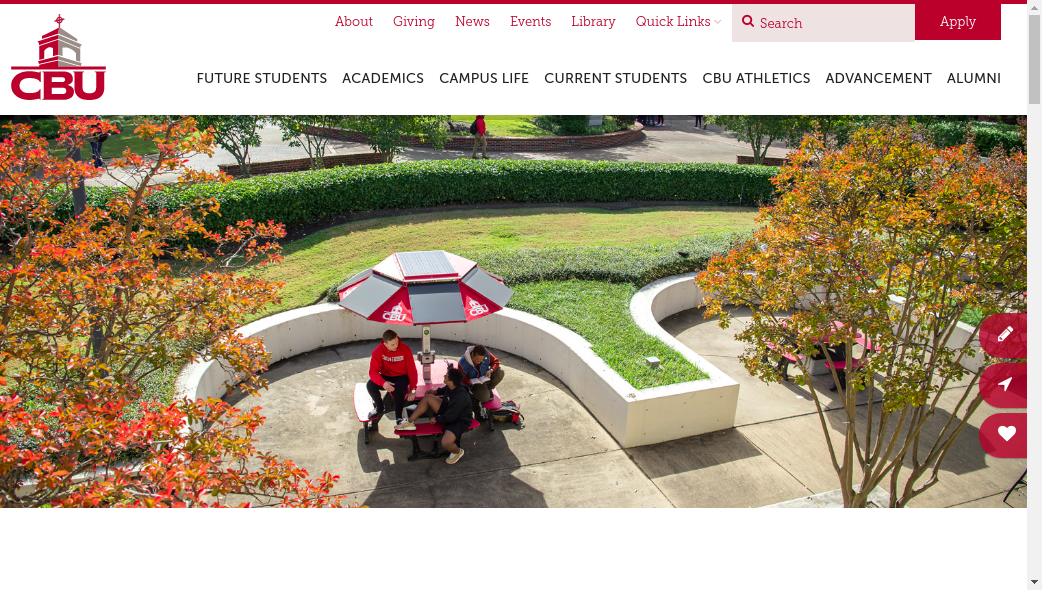 About Giving News Events Library Quick Links Search Apply
CBU
FUTURE STUDENTS ACADEMICS CAMPUS LIFE CURRENT STUDENTS CBU ATHLETICS ADVANCEMENT ALUMNI
CBU CBU